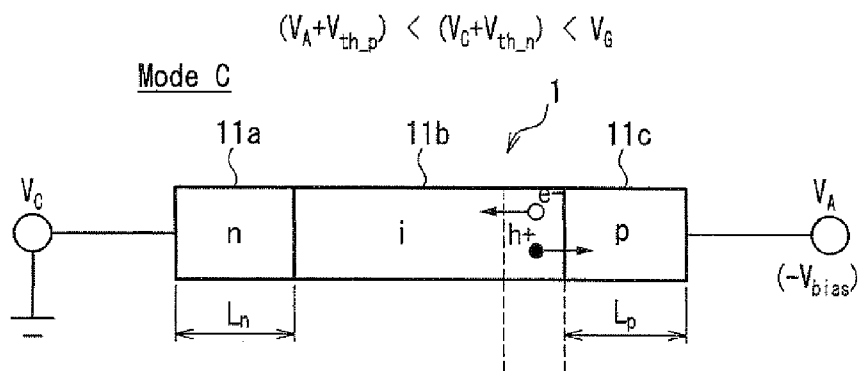 (V_A+V_th_p) < (V_C+V_th_n) < V_G
Mode C
1
11a 11b 11c
V_C V_A
n i e- h+ p
(-V_bias)
L_n L_p